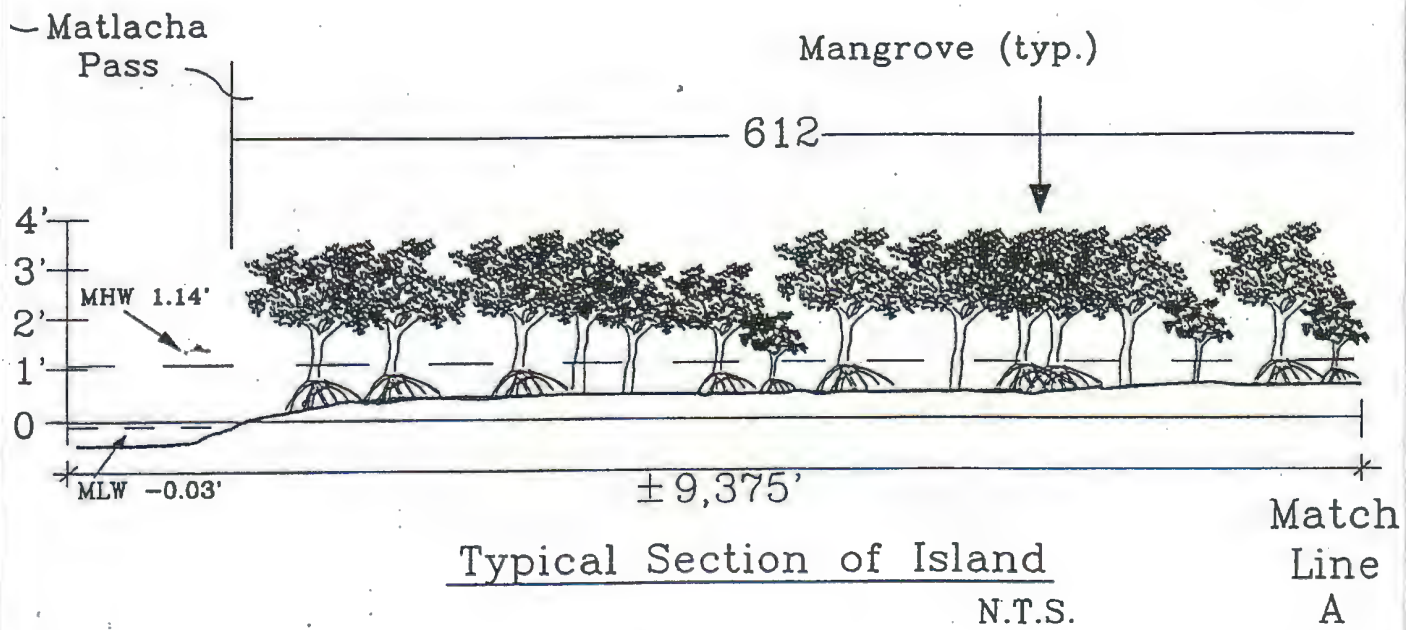 Matlacha
Pass
Mangrove (typ.)
612
4'
3'
MHW 1.14'
2'
1'
0
MLW -0.03'
±9,375'
Typical Section of Island
N.T.S.
Match
Line
A